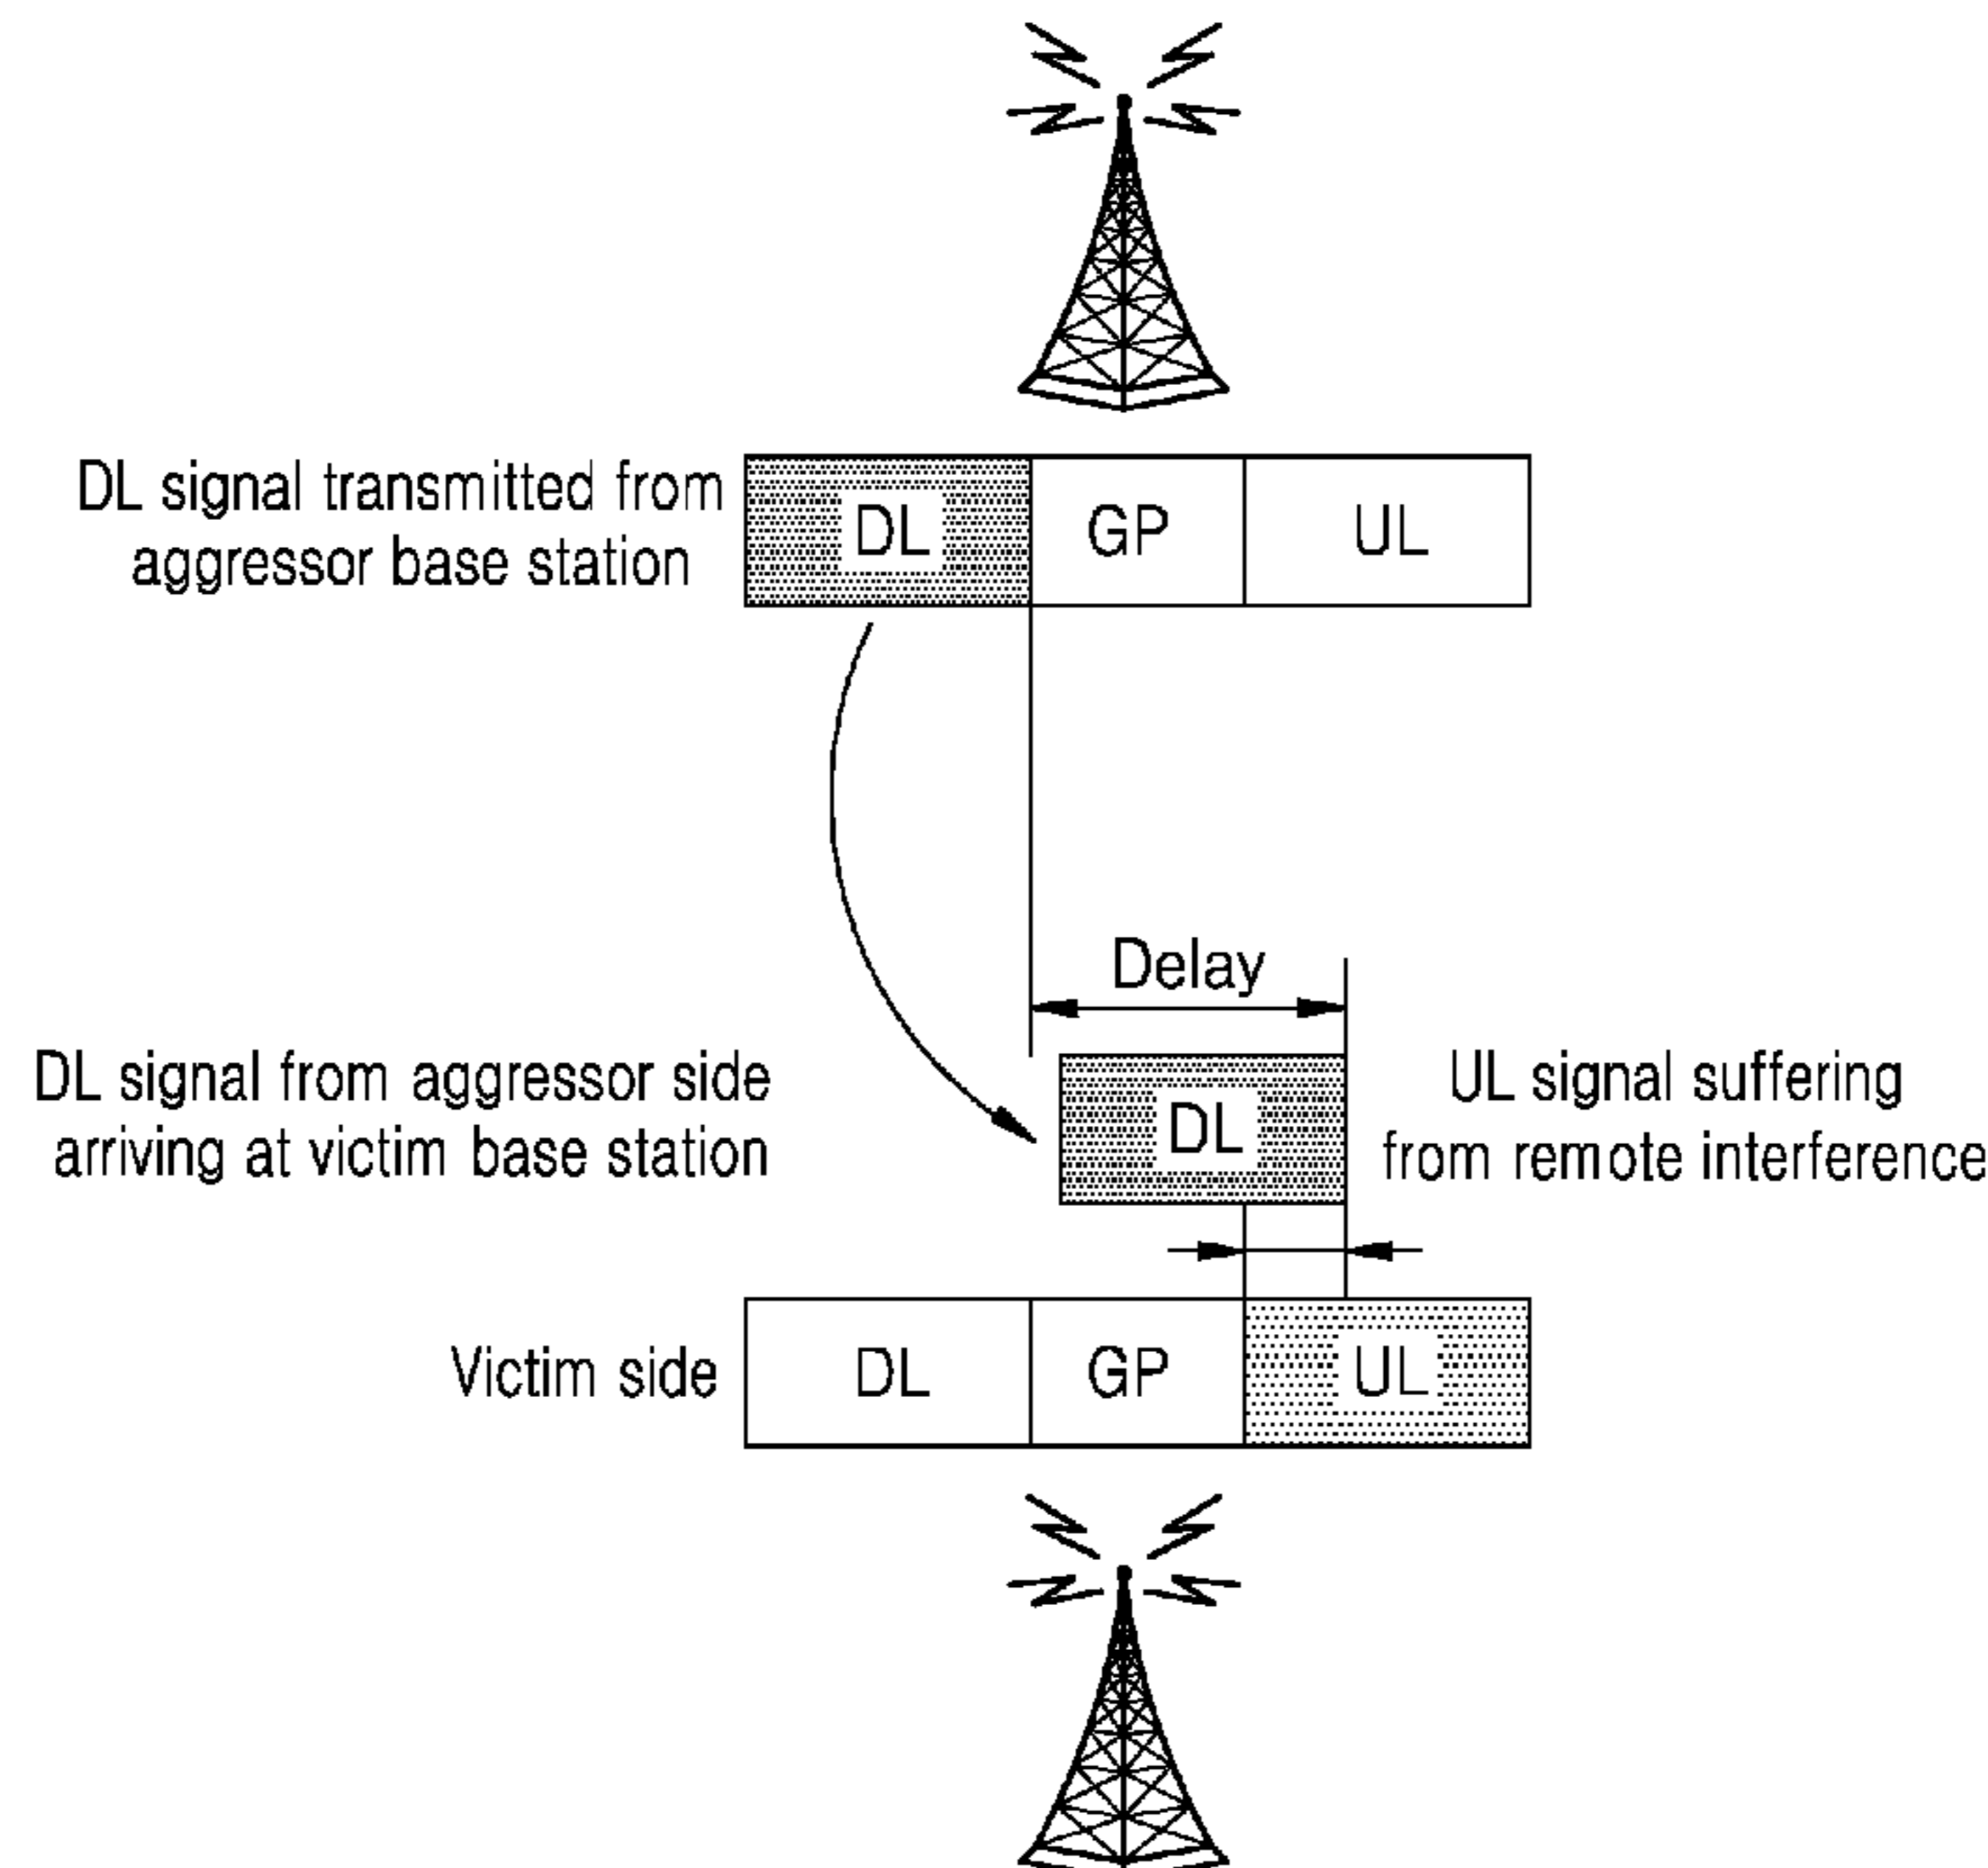 DL signal transmitted from
aggressor base station
DL
GP
UL
Delay
DL signal from aggressor side
arriving at victim base station
DL
UL signal suffering
from remote interference
Victim side
DL
GP
UL